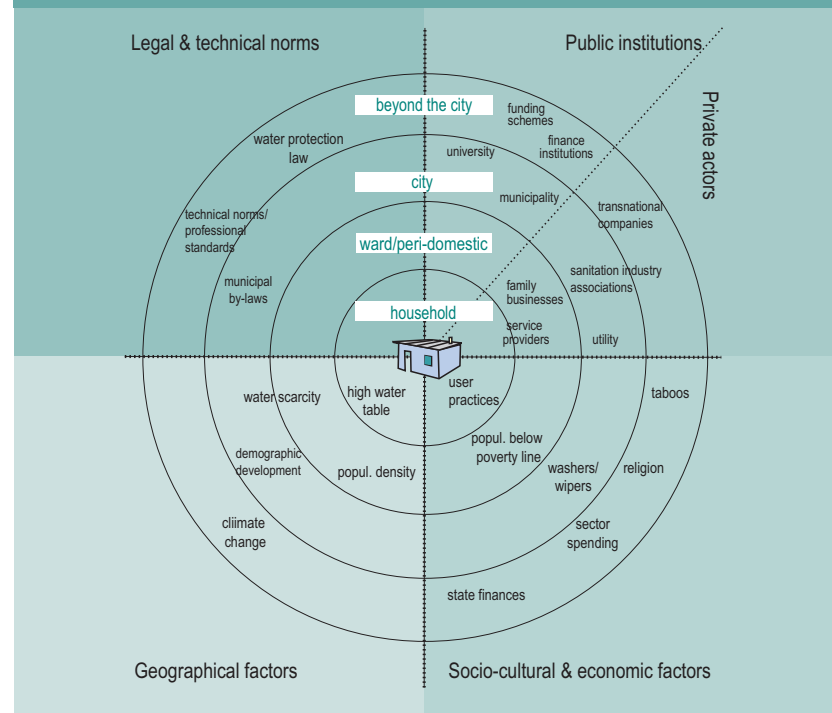 Legal & technical norms
Public institutions
Private actors
beyond the city
funding
schemes
water protection
law
finance
institutions
university
city
municipality
technical norms/
professional
standards
transnational
companies
ward/peri-domestic
municipal
by-laws
sanitation industry
associations
family
businesses
household
service
providers
utility
water scarcity
high water
table
user
practices
taboos
demographic
development
popul. density
popul. below
poverty line
washers/
wipers
religion
cliimate
change
sector
spending
state finances
Geographical factors
Socio-cultural & economic factors